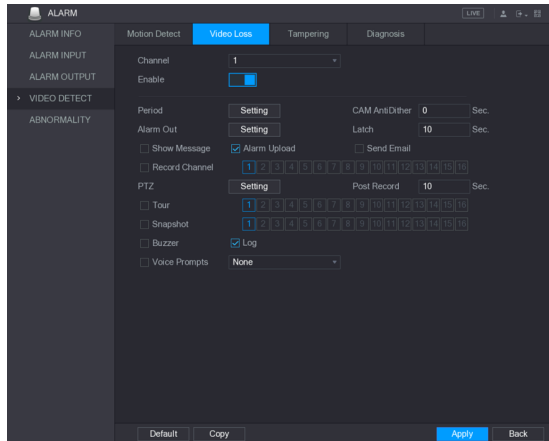 ALARM LIVE
ALARM INFO
ALARM INPUT
ALARM OUTPUT
> VIDEO DETECT
ABNORMALITY
Motion Detect Video Loss Tampering Diagnosis
Channel 1
Enable
Period Setting CAM AntiDither 0 Sec.
Alarm Out Setting Latch 10 Sec.
Show Message Alarm Upload Send Email
Record Channel 1 2 3 4 5 6 7 8 9 10 11 12 13 14 15 16
PTZ Setting Post Record 10 Sec.
Tour 1 2 3 4 5 6 7 8 9 10 11 12 13 14 15 16
Snapshot 1 2 3 4 5 6 7 8 9 10 11 12 13 14 15 16
Buzzer Log
Voice Prompts None
Default Copy Apply Back